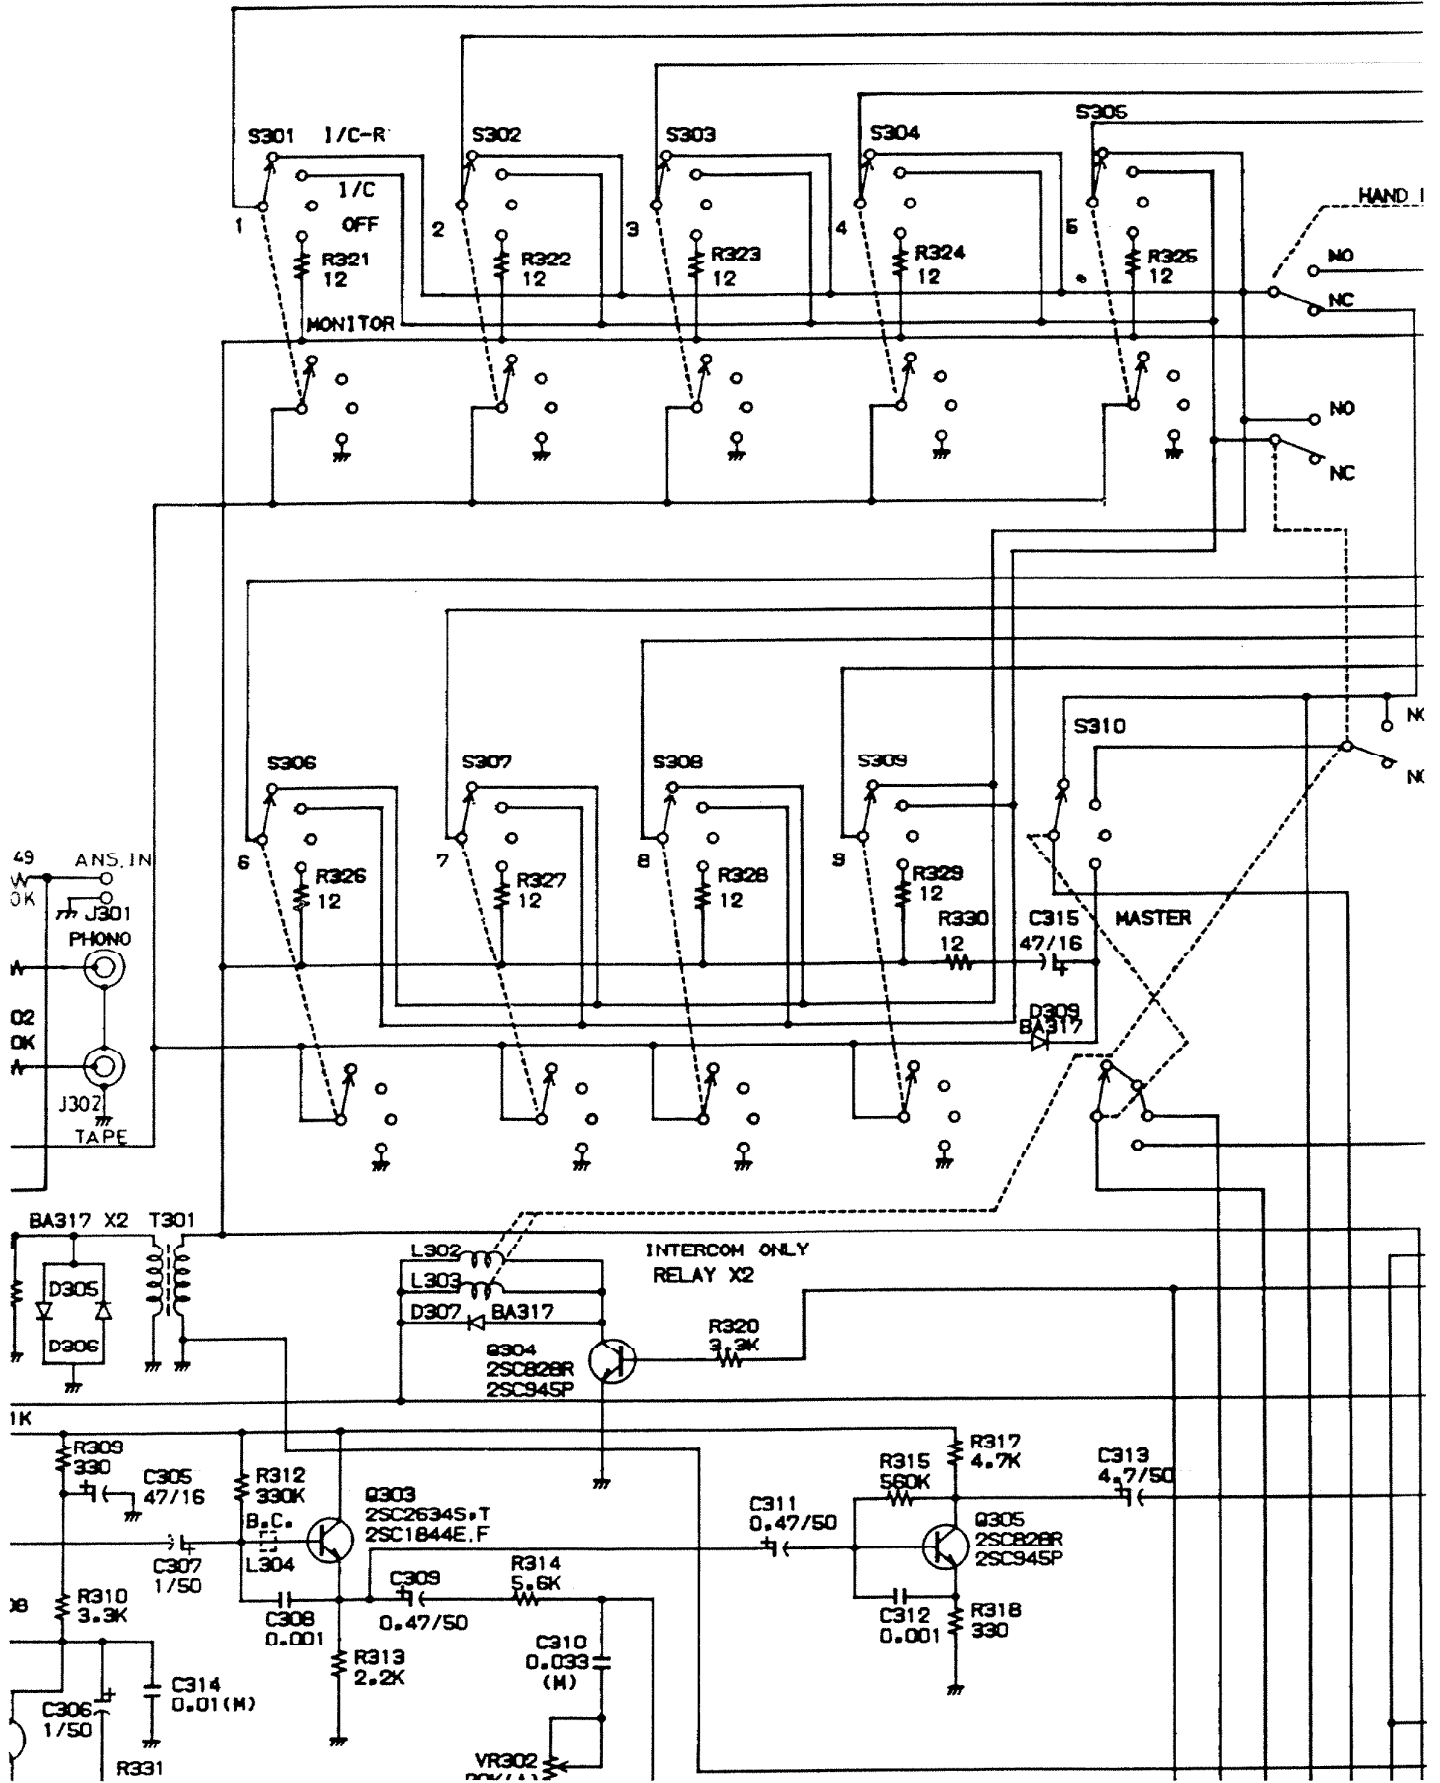 S301 I/C-R S302 S303 S304 S305
I/C
OFF
HAND
1 2 3 4 5
R321 12
R322 12
R323 12
R324 12
R325 12
MONITOR
NO
NC
NO
NC
S306 S307 S308 S309 S310
6 7 8 9
R326 12
R327 12
R328 12
R329 12
R330 12
C315 47/16
MASTER
D309
BA317
49
ANS. IN
0K
J301
PHONO
02
0K
J302
TAPE
BA317 X2 T301
D305
D306
L302
L303
D307 BA317
INTERCOM ONLY
RELAY X2
Q304
2SC828R
2SC945P
R320
3.3K
1K
R309
330
C305
47/16
R312
330K
B.C.
L304
Q303
2SC2634S.T
2SC1844E.F
C307
1/50
C308
0.001
R310
3.3K
C309
0.47/50
R314
5.6K
R313
2.2K
C310
0.033
(M)
C311
0.47/50
R315
560K
R317
4.7K
C313
4.7/50
Q305
2SC828R
2SC945P
C312
0.001
R318
330
C314
0.01(M)
C306
1/50
R331
VR302